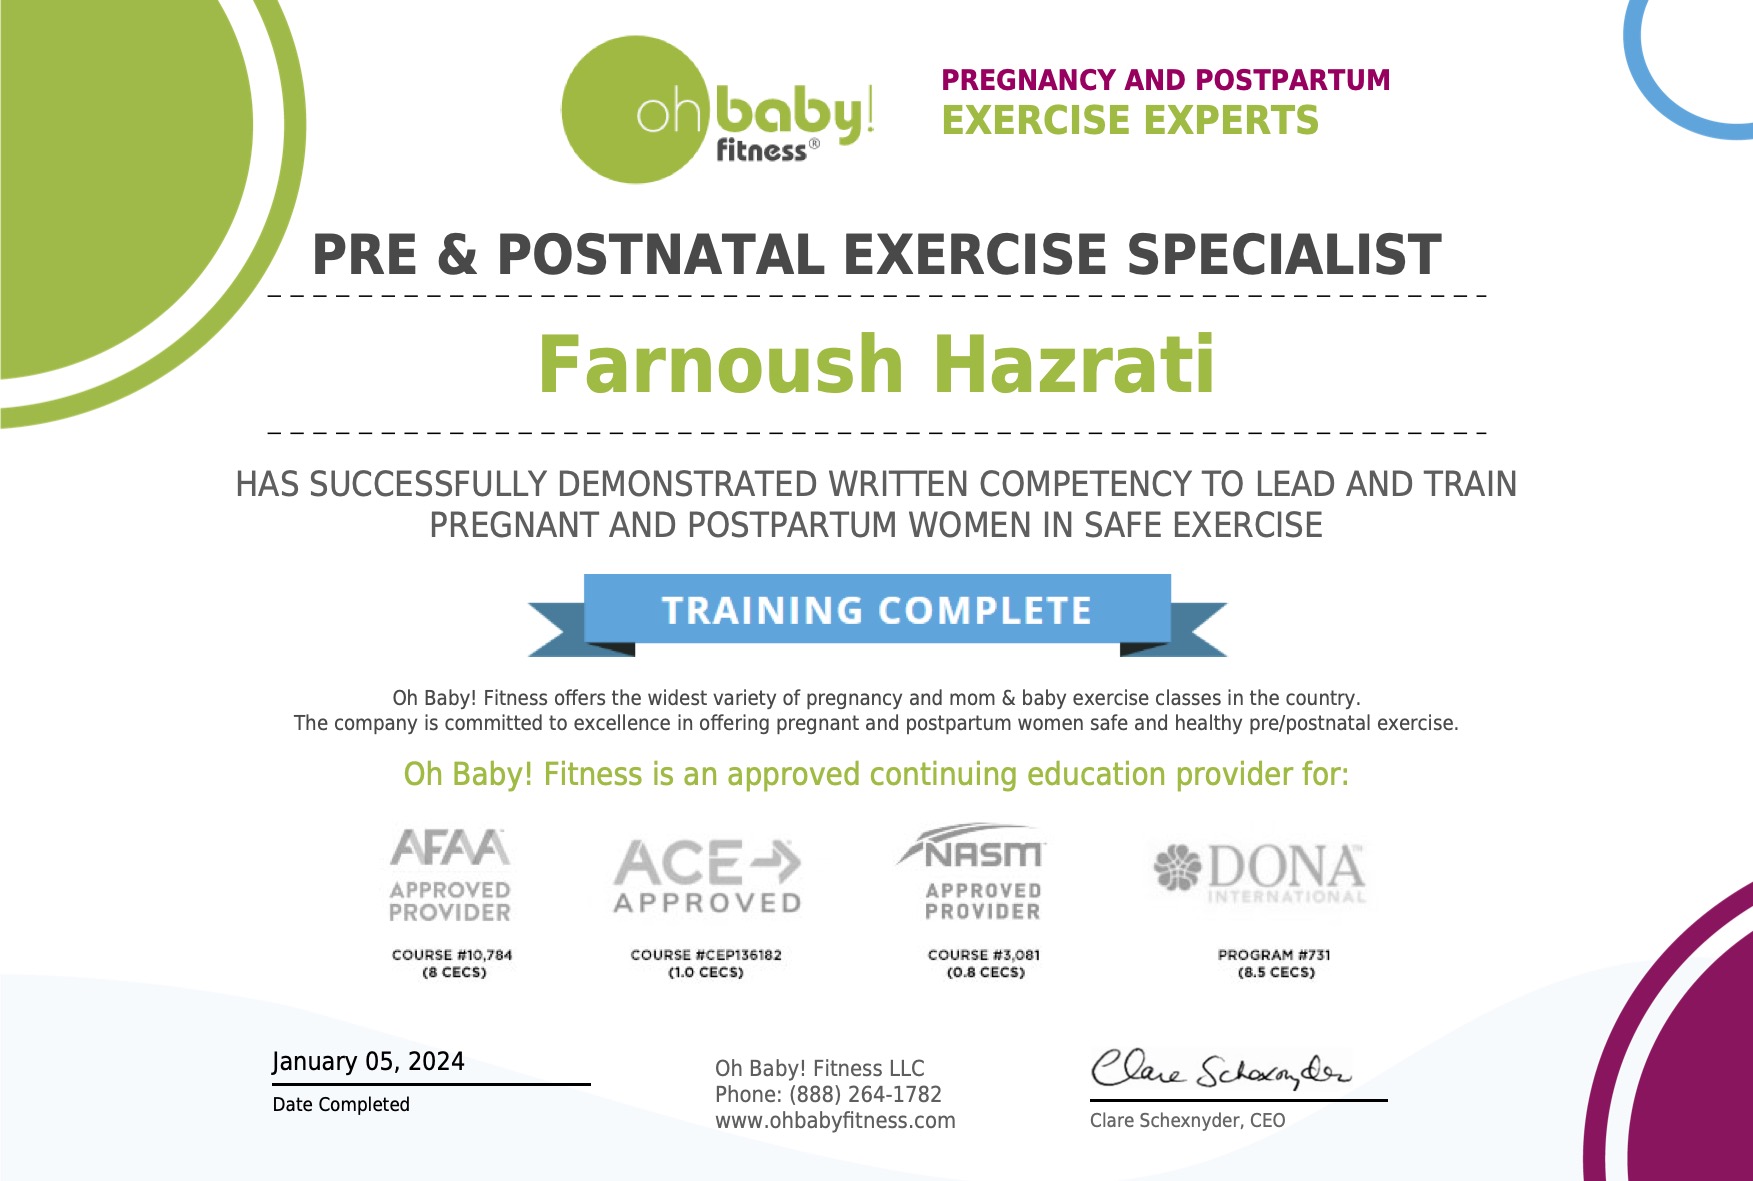 oh baby!
fitness®
PREGNANCY AND POSTPARTUM
EXERCISE EXPERTS
PRE & POSTNATAL EXERCISE SPECIALIST
Farnoush Hazrati
HAS SUCCESSFULLY DEMONSTRATED WRITTEN COMPETENCY TO LEAD AND TRAIN
PREGNANT AND POSTPARTUM WOMEN IN SAFE EXERCISE
TRAINING COMPLETE
Oh Baby! Fitness offers the widest variety of pregnancy and mom & baby exercise classes in the country.
The company is committed to excellence in offering pregnant and postpartum women safe and healthy pre/postnatal exercise.
Oh Baby! Fitness is an approved continuing education provider for:
AFAA™
APPROVED
PROVIDER
COURSE #10,784
(8 CECS)
ACE
APPROVED
COURSE #CEP136182
(1.0 CECS)
NASM™
APPROVED
PROVIDER
COURSE #3,081
(0.8 CECS)
DONA™
INTERNATIONAL
PROGRAM #731
(8.5 CECS)
January 05, 2024
Date Completed
Oh Baby! Fitness LLC
Phone: (888) 264-1782
www.ohbabyfitness.com
Clare Schexnyder
Clare Schexnyder, CEO